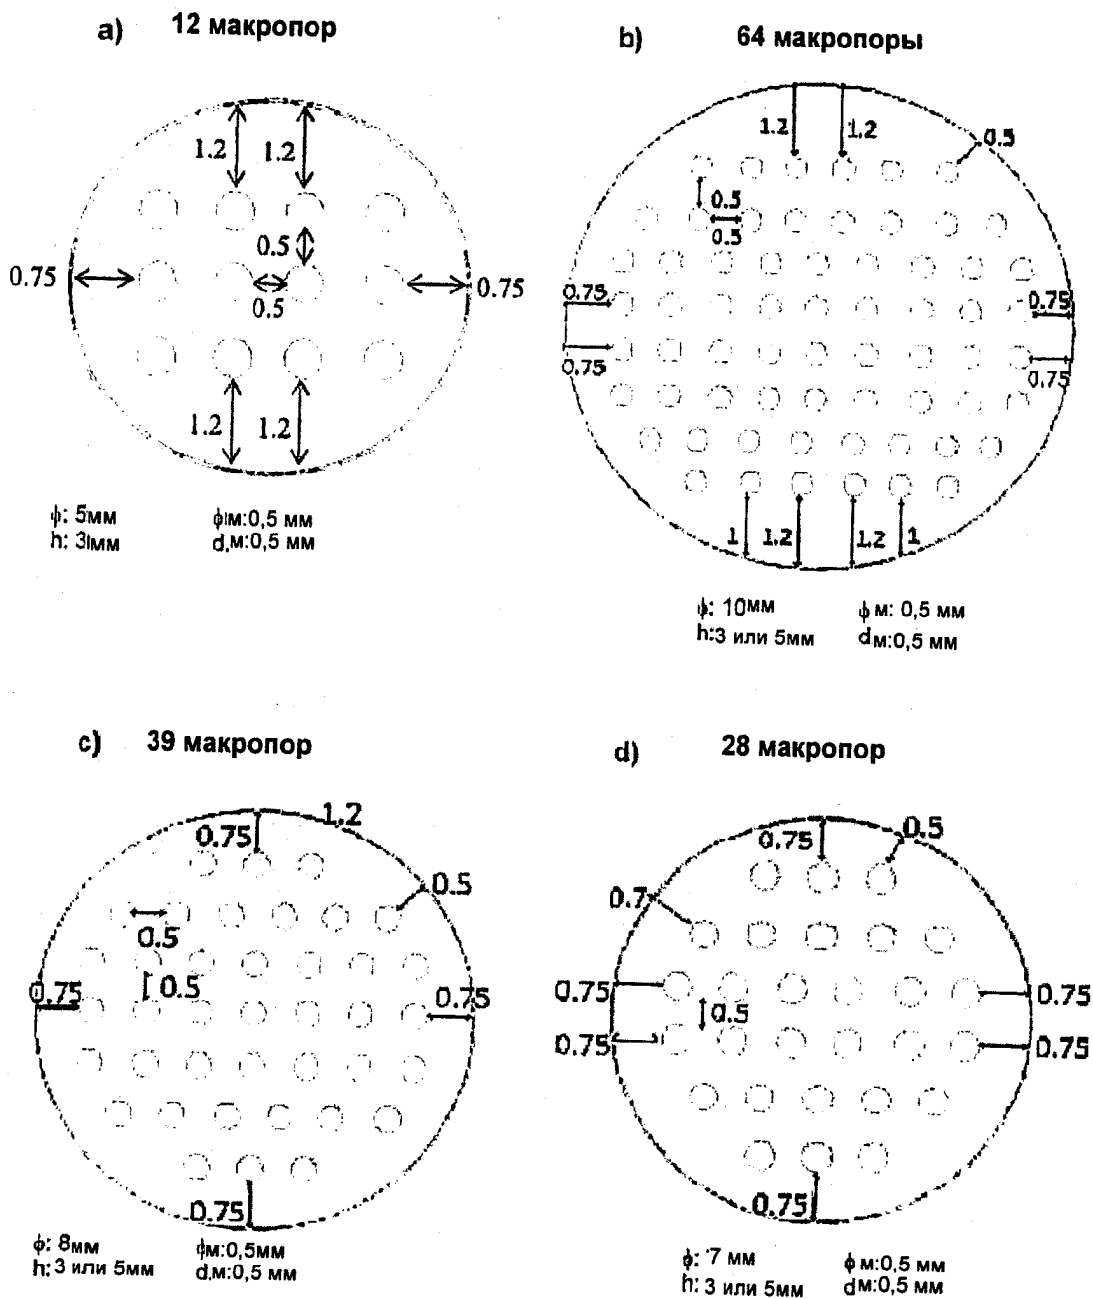 a) 12 макропор
1.2 1.2
0.5
0.75 0.75
0.5
1.2 1.2
ϕ: 5мм ϕм:0,5 мм
h: 3мм d.м:0,5 мм
b) 64 макропоры
1.2 1.2 0.5
0.5
0.5
0.75 0.75
0.75 0.75
1 1.2 1.2 1
ϕ: 10мм ϕм: 0,5 мм
h:3 или 5мм dм:0,5 мм
c) 39 макропор
1.2
0.75
0.5
0.5
0.75 0.5 0.75
0.75
ϕ: 8мм ϕм:0,5мм
h:3 или 5мм d.м:0,5 мм
d) 28 макропор
0.75 0.5
0.7
0.75 0.75
0.5
0.75 0.75
0.75
ϕ: 7 мм ϕм:0,5 мм
h: 3 или 5мм dм:0,5 мм